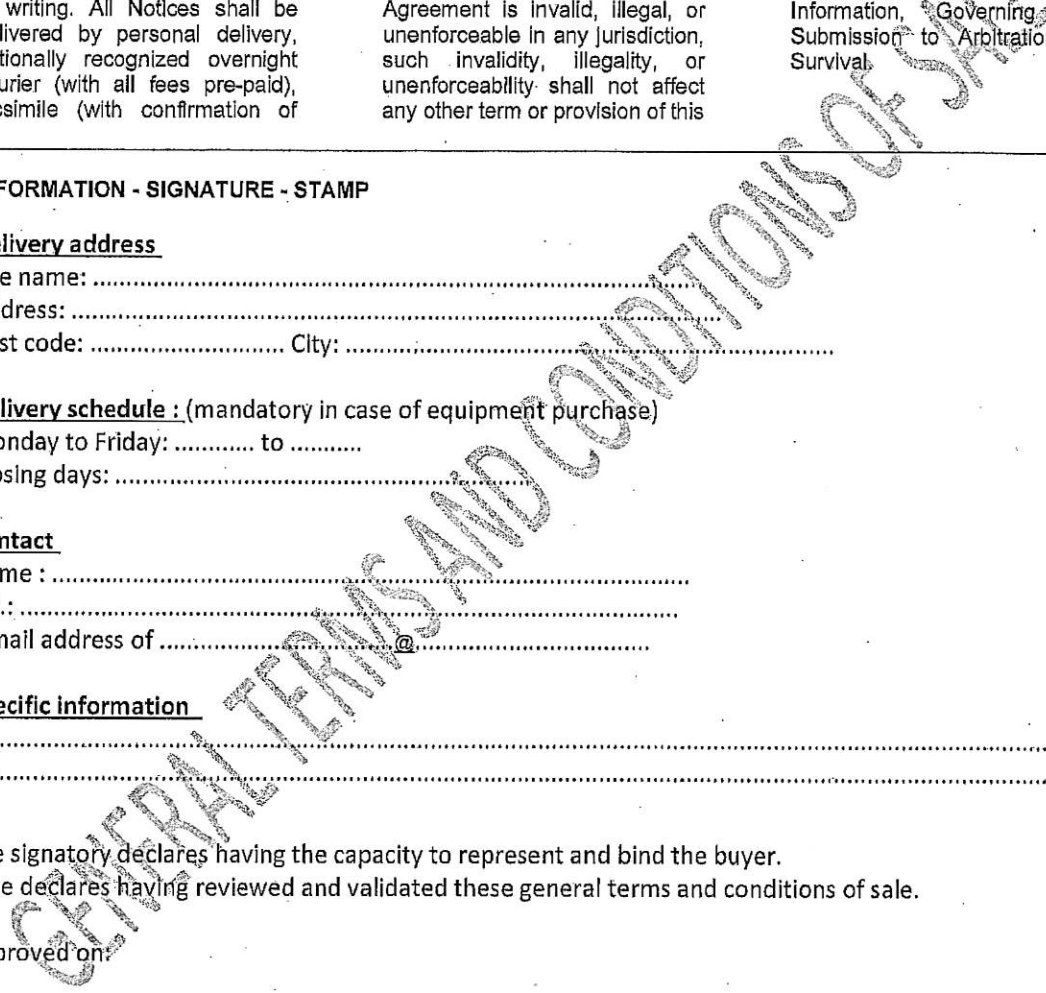 writing. All Notices shall be
livered by personal delivery,
tionally recognized overnight
urier (with all fees pre-paid),
csimile (with confirmation of
Agreement is invalid, illegal, or
unenforceable in any jurisdiction,
such invalidity, illegality, or
unenforceability shall not affect
any other term or provision of this
Information, Governing
Submission to Arbitratio
Survival.
FORMATION - SIGNATURE - STAMP
livery address
e name: ....................
dress: ....................
st code: .................... City: ....................
livery schedule : (mandatory in case of equipment purchase)
onday to Friday: ............ to ...........
osing days: ....................
ntact
me : ....................
.: ....................
nail address of ....................@....................
ecific information
....................
....................
e signatory declares having the capacity to represent and bind the buyer.
e declares having reviewed and validated these general terms and conditions of sale.
proved on:
GENERAL TERMS AND CONDITIONS OF SA